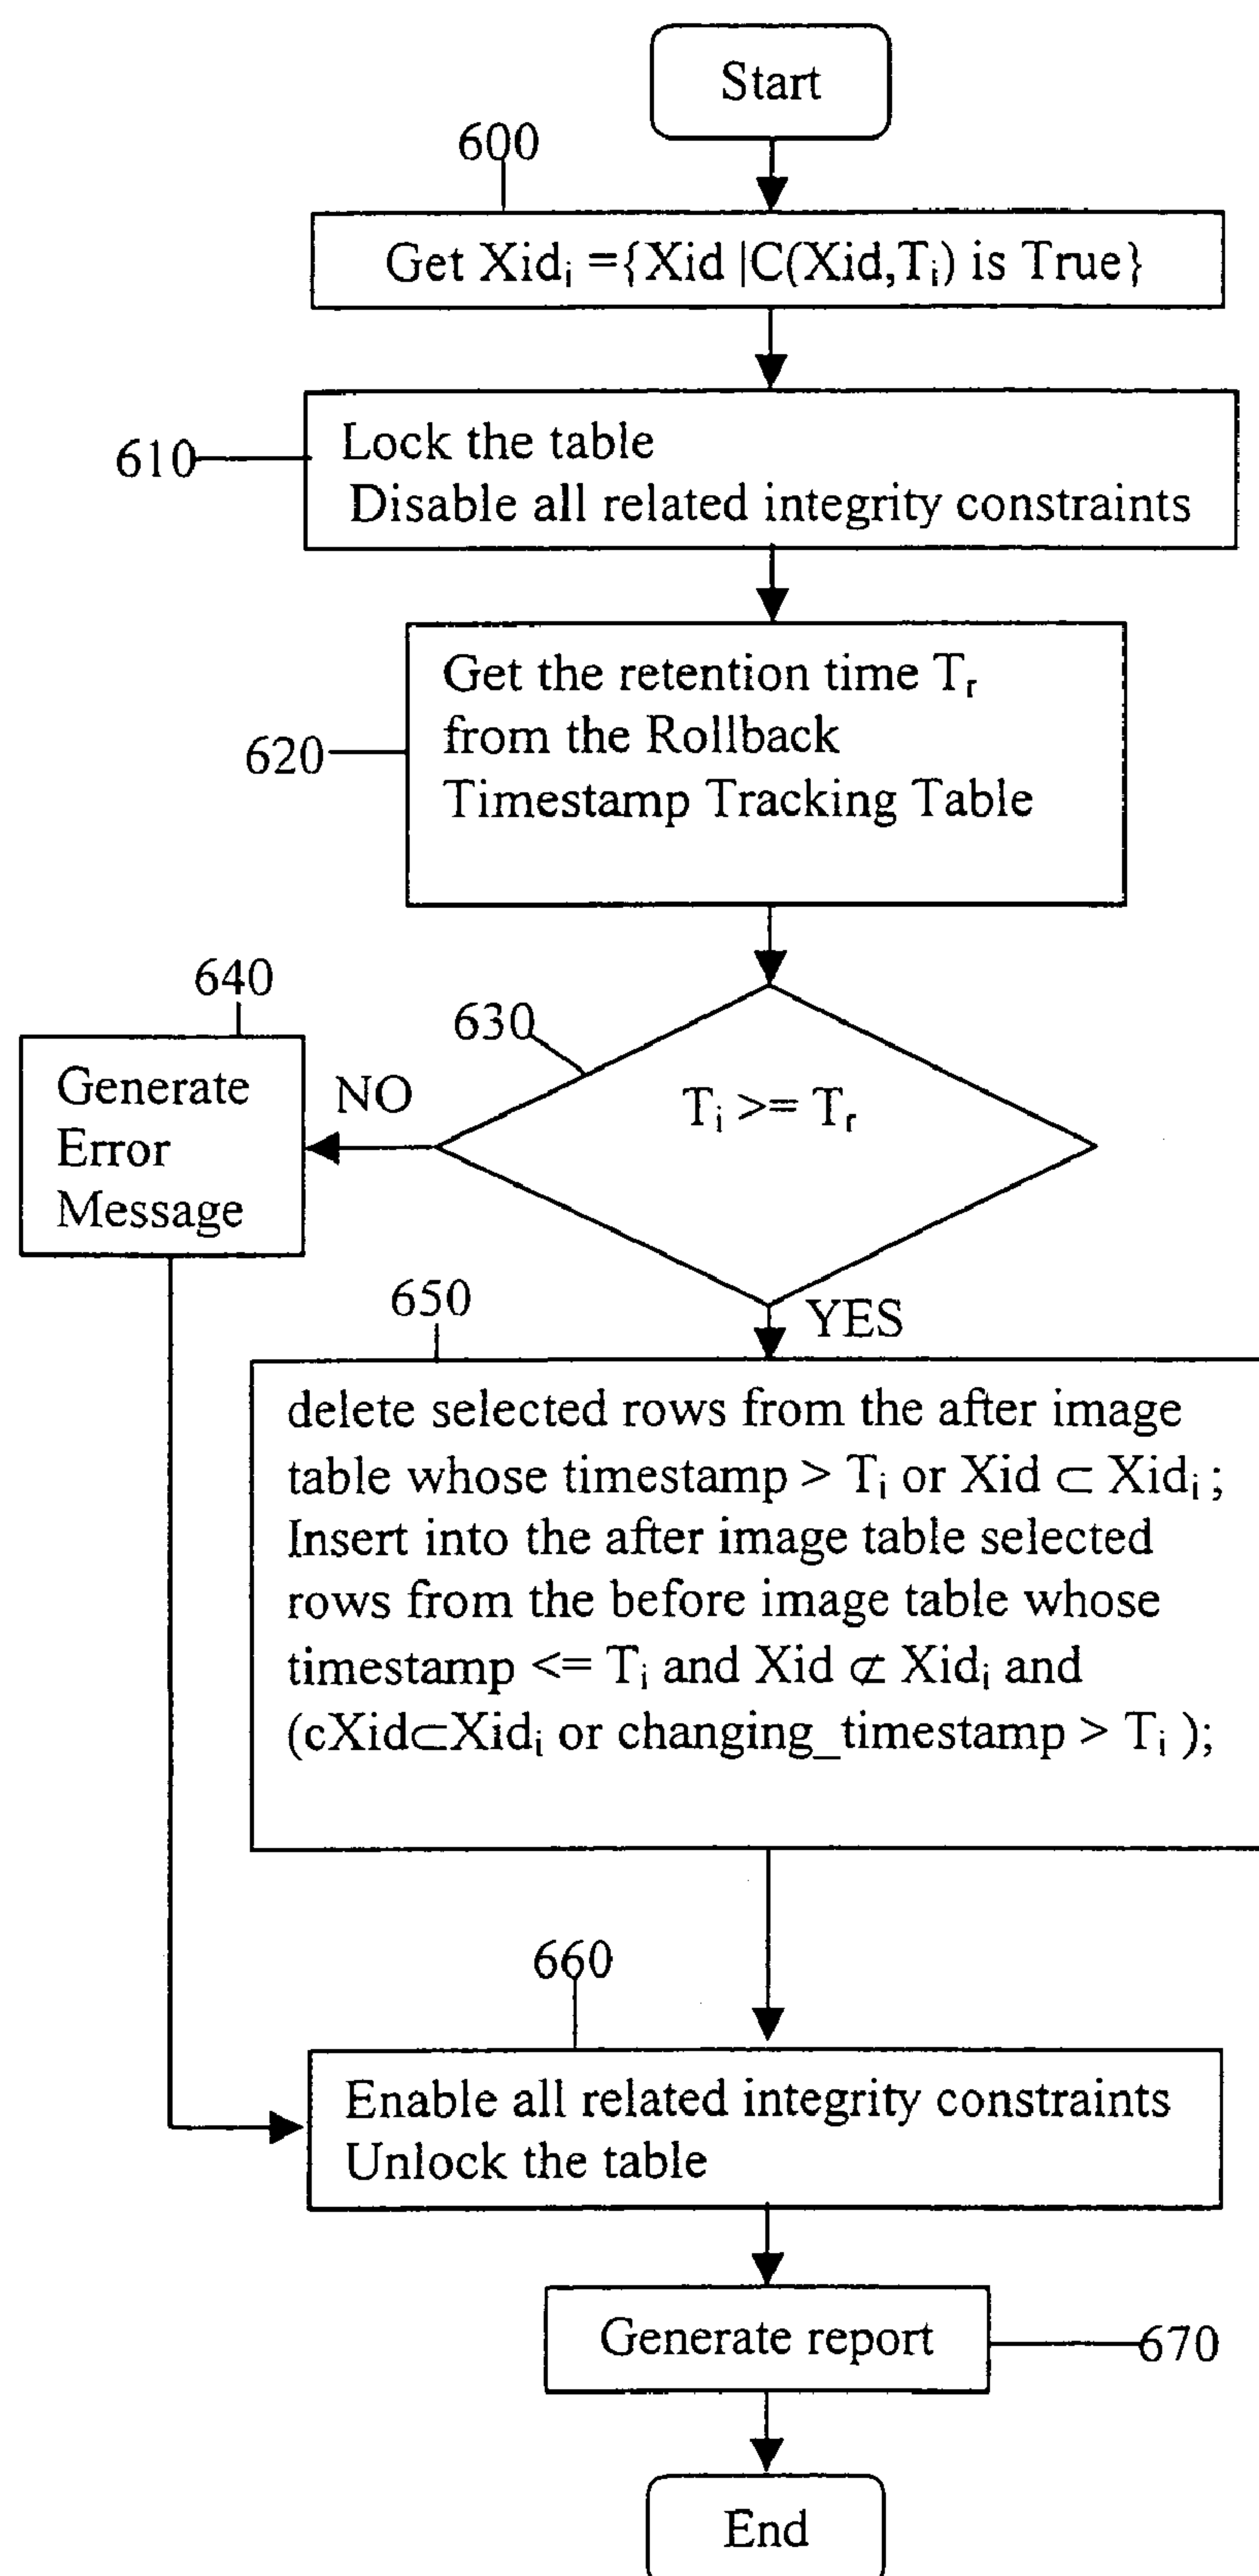 Start
600
Get Xidᵢ ={Xid |C(Xid,Tᵢ) is True}
610
Lock the table
Disable all related integrity constraints
620
Get the retention time Tᵣ
from the Rollback
Timestamp Tracking Table
630
Tᵢ >= Tᵣ
NO
640
Generate
Error
Message
YES
650
delete selected rows from the after image
table whose timestamp > Tᵢ or Xid ⊂ Xidᵢ ;
Insert into the after image table selected
rows from the before image table whose
timestamp <= Tᵢ and Xid ⊄ Xidᵢ and
(cXid⊂Xidᵢ or changing_timestamp > Tᵢ );
660
Enable all related integrity constraints
Unlock the table
Generate report
670
End